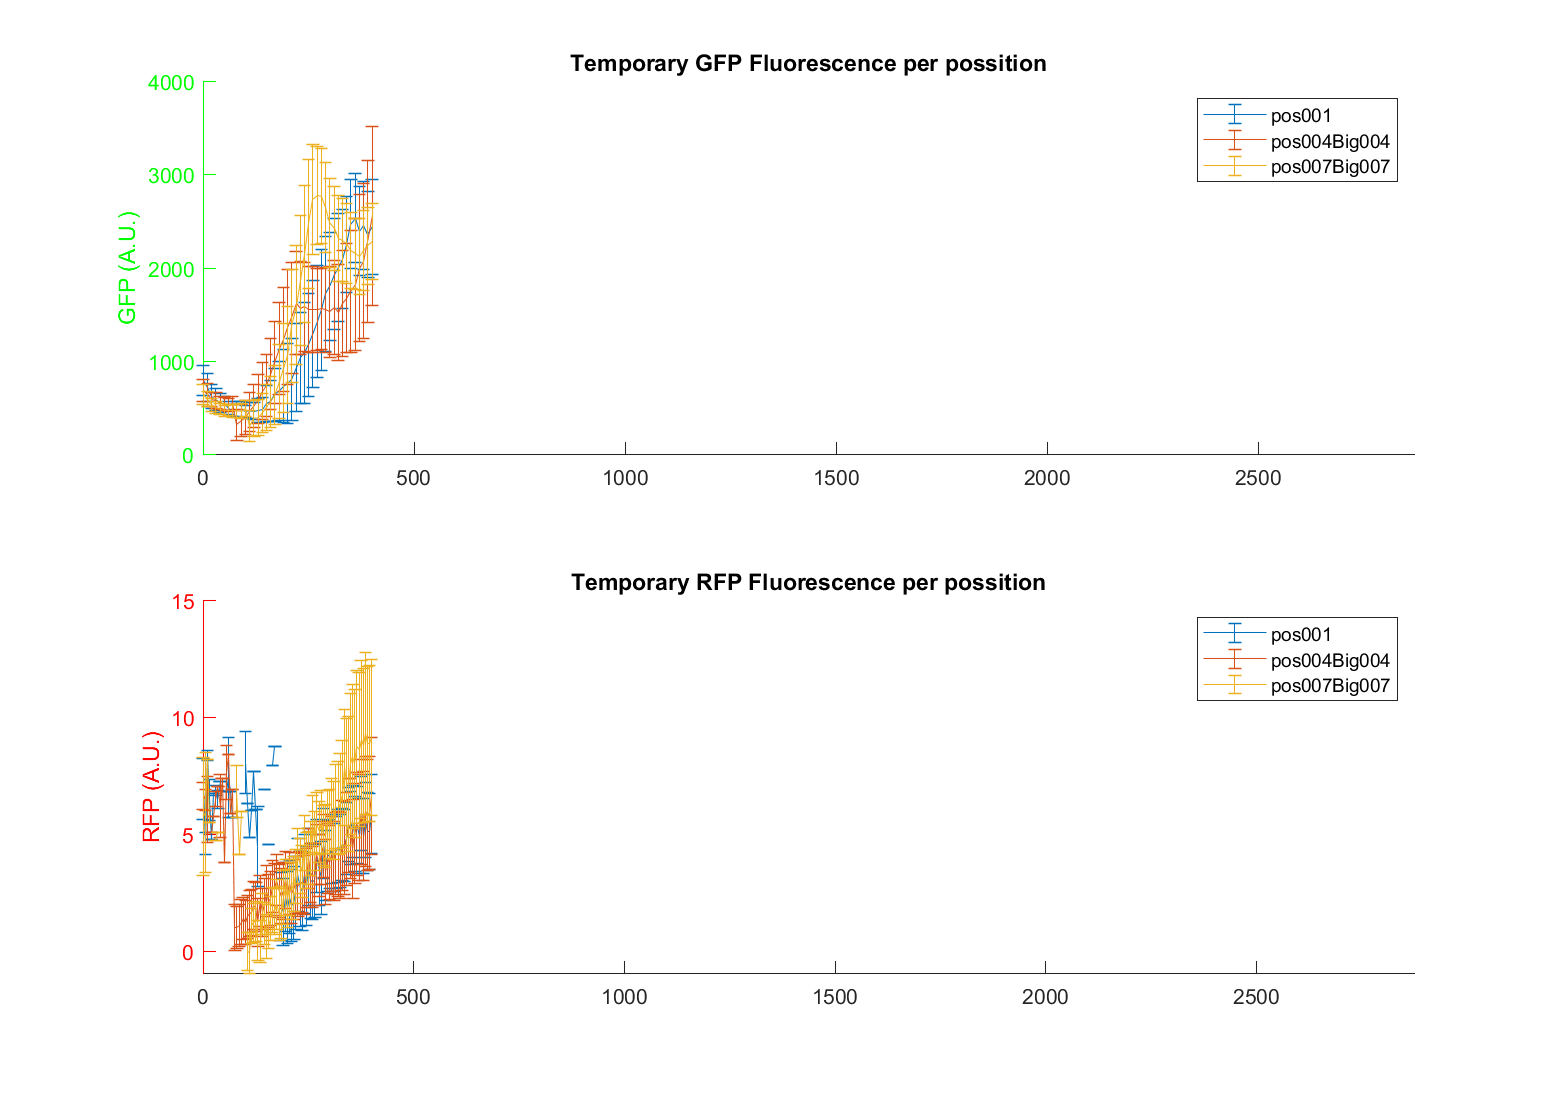 Temporary GFP Fluorescence per possition
4000
3000
2000
1000
0
GFP (A.U.)
pos001
pos004Big004
pos007Big007
0 500 1000 1500 2000 2500
Temporary RFP Fluorescence per possition
15
10
5
0
RFP (A.U.)
pos001
pos004Big004
pos007Big007
0 500 1000 1500 2000 2500